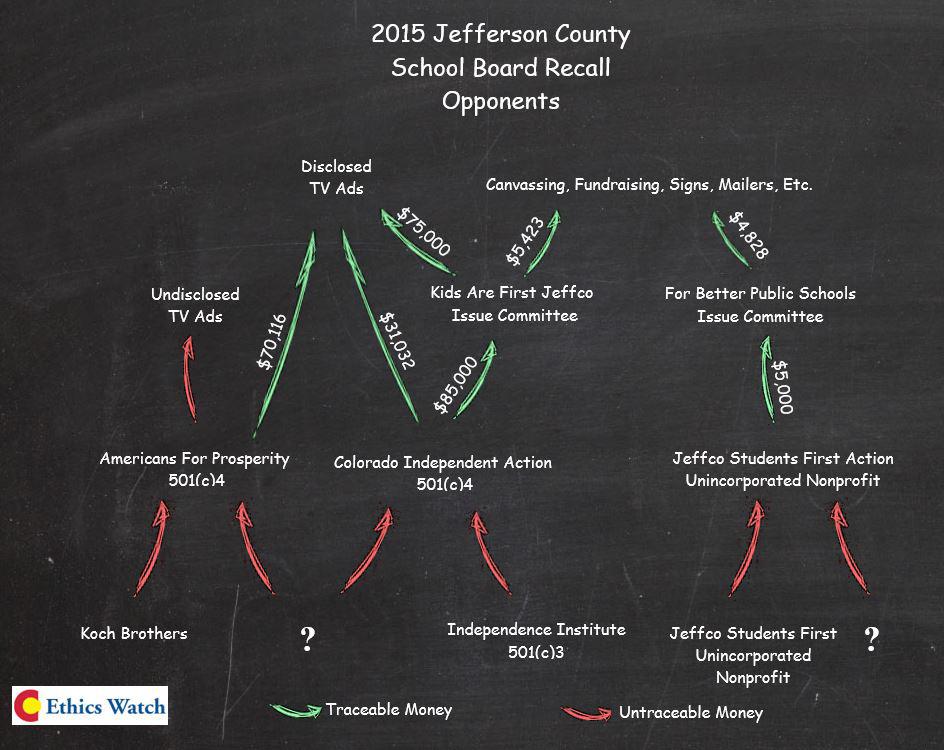 2015 Jefferson County
School Board Recall
Opponents
Disclosed
TV Ads
Canvassing, Fundraising, Signs, Mailers, Etc.
$75,000
$5,423
$4,828
Undisclosed
TV Ads
Kids Are First Jeffco
Issue Committee
For Better Public Schools
Issue Committee
$70,116
$31,032
$85,000
$5,000
Americans For Prosperity
501(c)4
Colorado Independent Action
501(c)4
Jeffco Students First Action
Unincorporated Nonprofit
Koch Brothers
?
Independence Institute
501(c)3
Jeffco Students First
Unincorporated
Nonprofit
?
Ethics Watch
Traceable Money
Untraceable Money